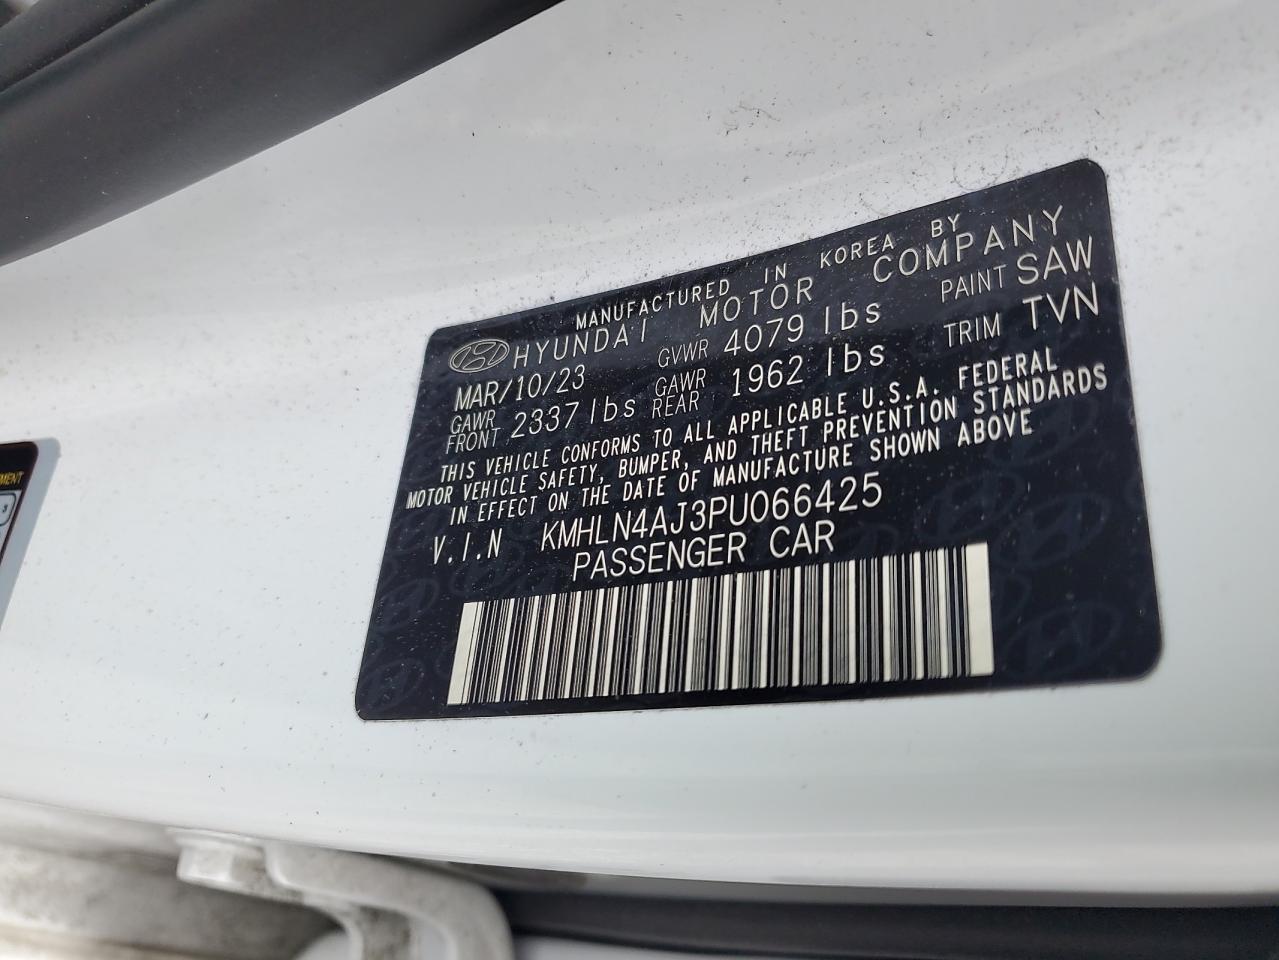 MANUFACTURED IN KOREA BY
HYUNDAI MOTOR COMPANY
MAR/10/23 GVWR 4079 lbs PAINT SAW
GAWR FRONT 2337 lbs GAWR REAR 1962 lbs TRIM TVN
THIS VEHICLE CONFORMS TO ALL APPLICABLE U.S.A. FEDERAL
MOTOR VEHICLE SAFETY, BUMPER, AND THEFT PREVENTION STANDARDS
IN EFFECT ON THE DATE OF MANUFACTURE SHOWN ABOVE
V.I.N KMHLN4AJ3PU066425
PASSENGER CAR
3